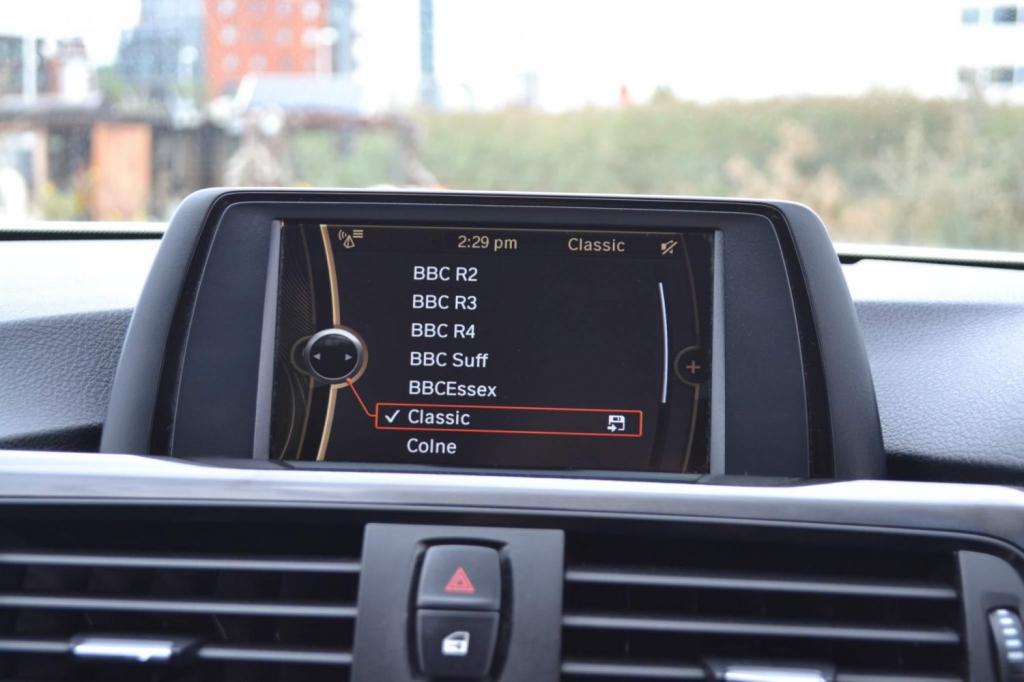 2:29 pm Classic
BBC R2
BBC R3
BBC R4
BBC Suff
BBCEssex
Classic
Colne